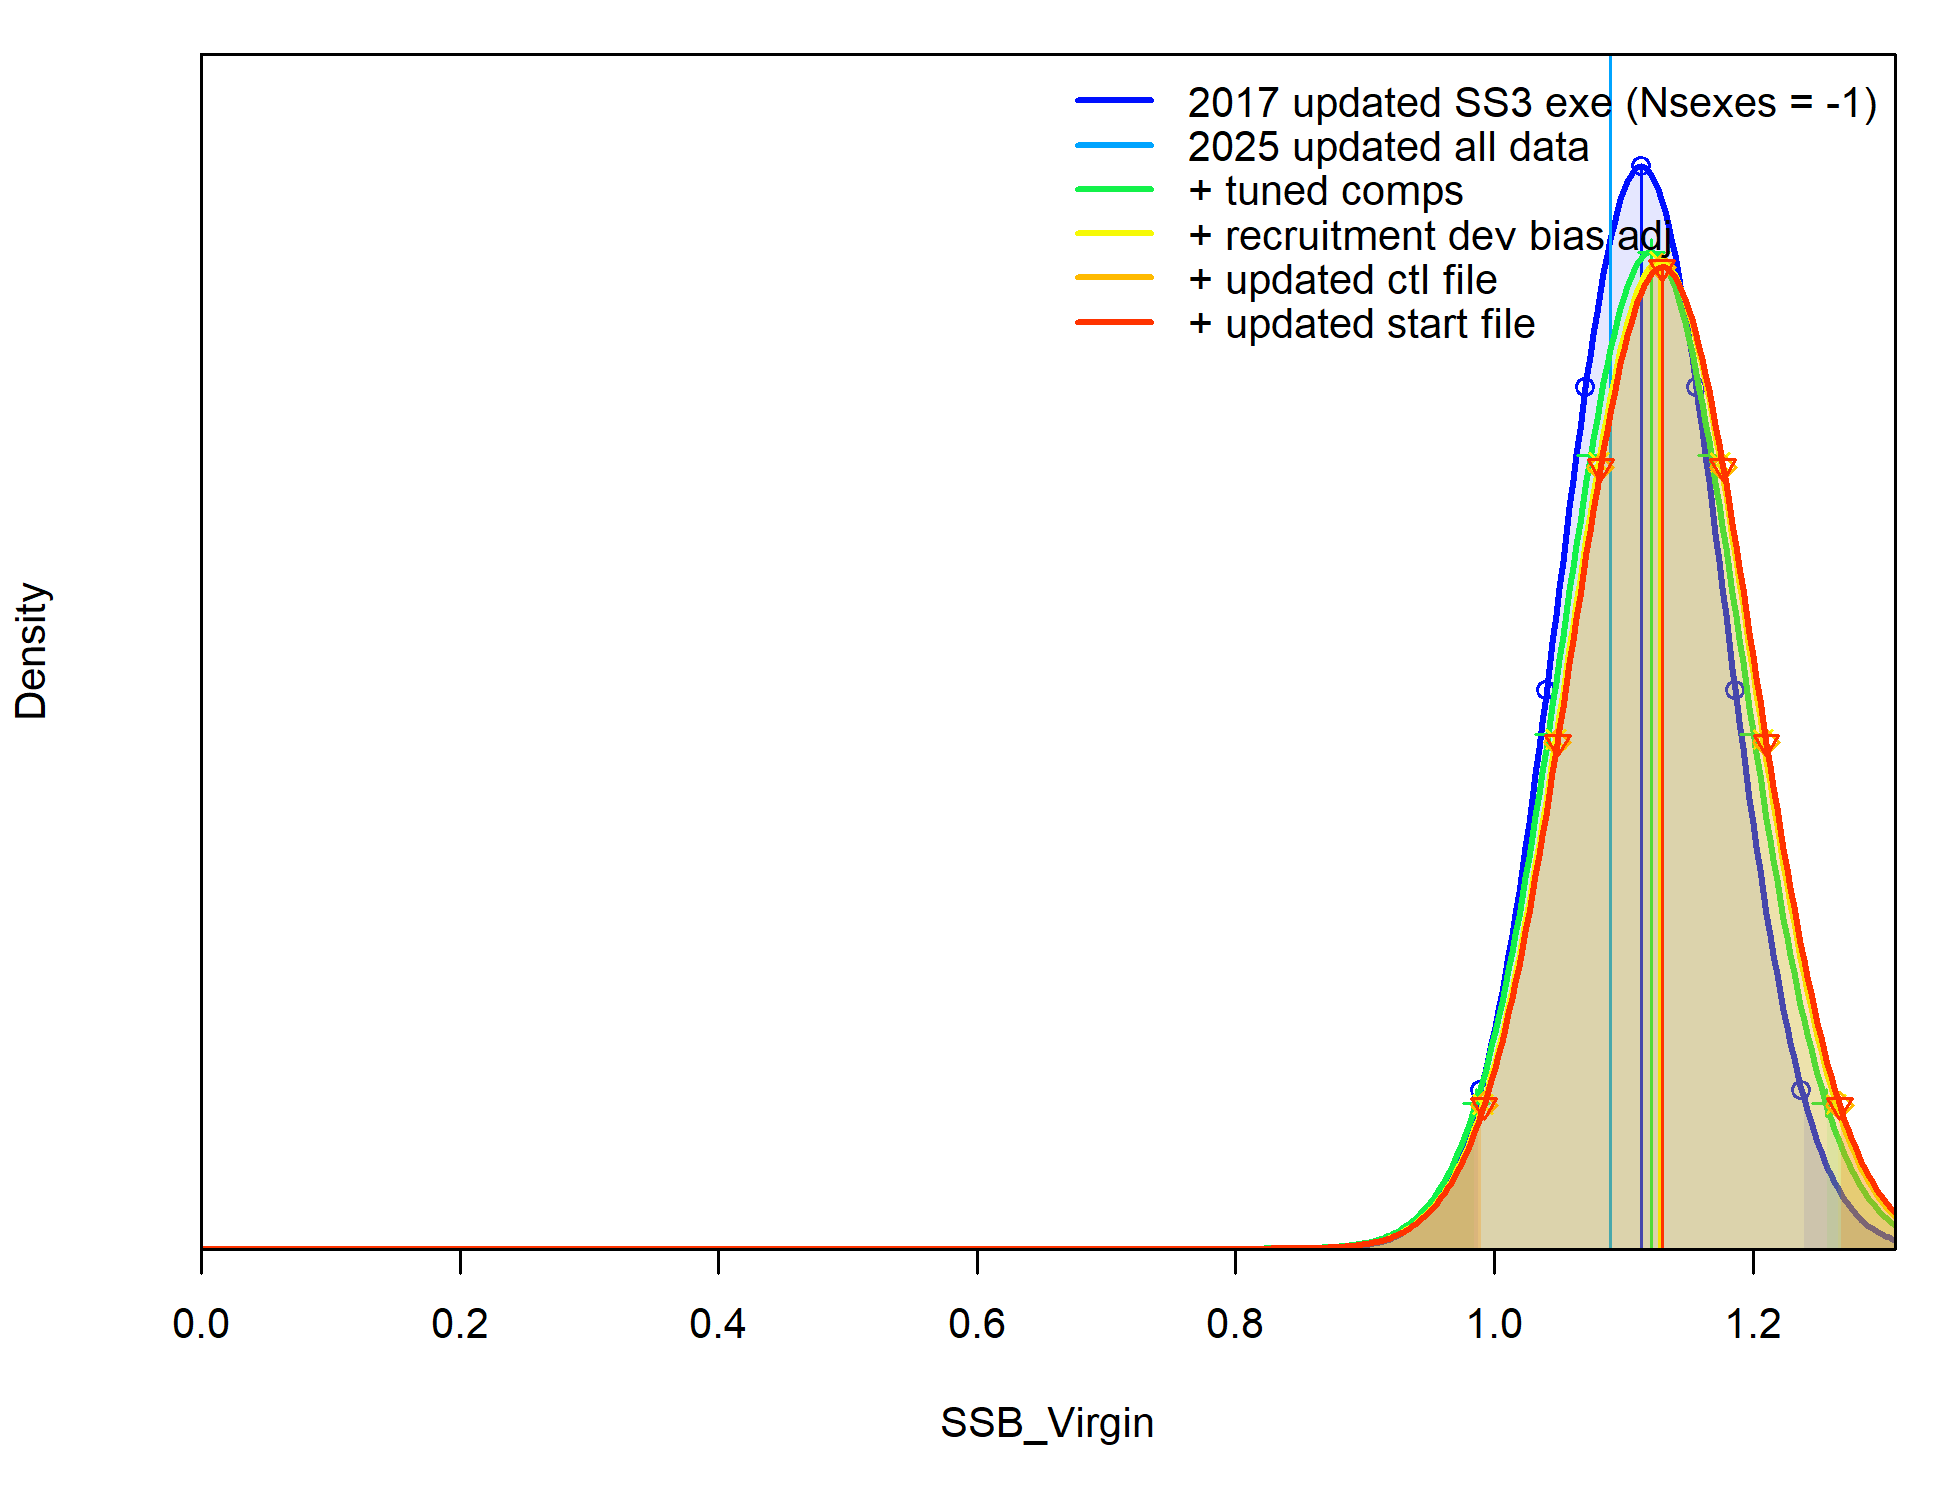 2017 updated SS3 exe (Nsexes = -1)
2025 updated all data
+ tuned comps
+ recruitment dev bias adj
+ updated ctl file
+ updated start file
Density
0.0 0.2 0.4 0.6 0.8 1.0 1.2
SSB_Virgin